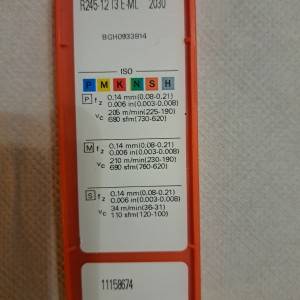 R245-12 T3 E-ML 2030
BGH0933814
ISO
P M K N S H
P fz 0,14 mm(0,08-0,21)
0.006 in(0.003-0.008)
vc 205 m/min(225-190)
680 sfm(730-620)
M fz 0,14 mm(0,08-0,21)
0.006 in(0.003-0.008)
vc 210 m/min(230-190)
690 sfm(760-620)
S fz 0,14 mm(0,08-0,21)
0.006 in(0.003-0.008)
vc 34 m/min(36-31)
110 sfm(120-100)
11158674